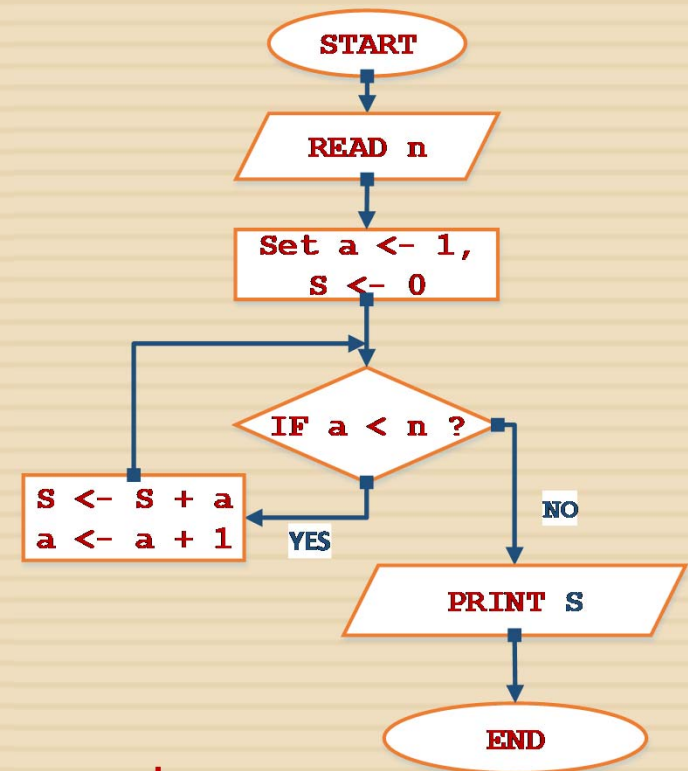 START
READ n
Set a <- 1,
S <- 0
IF a < n ?
S <- S + a
a <- a + 1
YES
NO
PRINT S
END